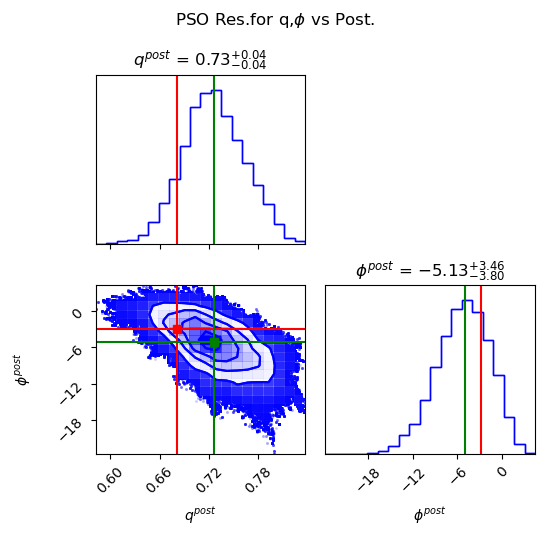 PSO Res.for q,ϕ vs Post.
q^{post} = 0.73^{+0.04}_{−0.04}
ϕ^{post} = −5.13^{+3.46}_{−3.80}
0
−6
−12
−18
ϕ^{post}
0.60
0.66
0.72
0.78
q^{post}
−18
−12
−6
0
ϕ^{post}